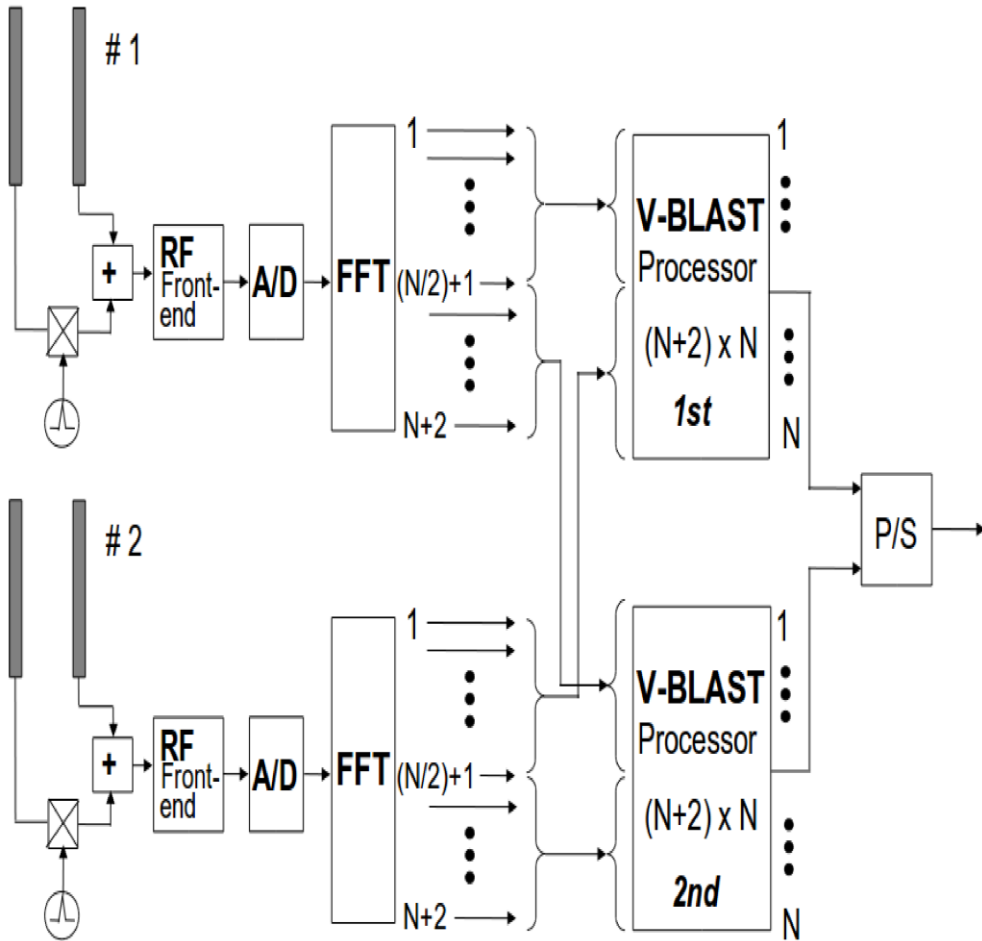 # 1
+
RF
Front-
end
A/D
FFT
1
(N/2)+1
N+2
V-BLAST
Processor
(N+2) x N
1st
1
N
# 2
+
RF
Front-
end
A/D
FFT
1
(N/2)+1
N+2
V-BLAST
Processor
(N+2) x N
2nd
1
N
P/S